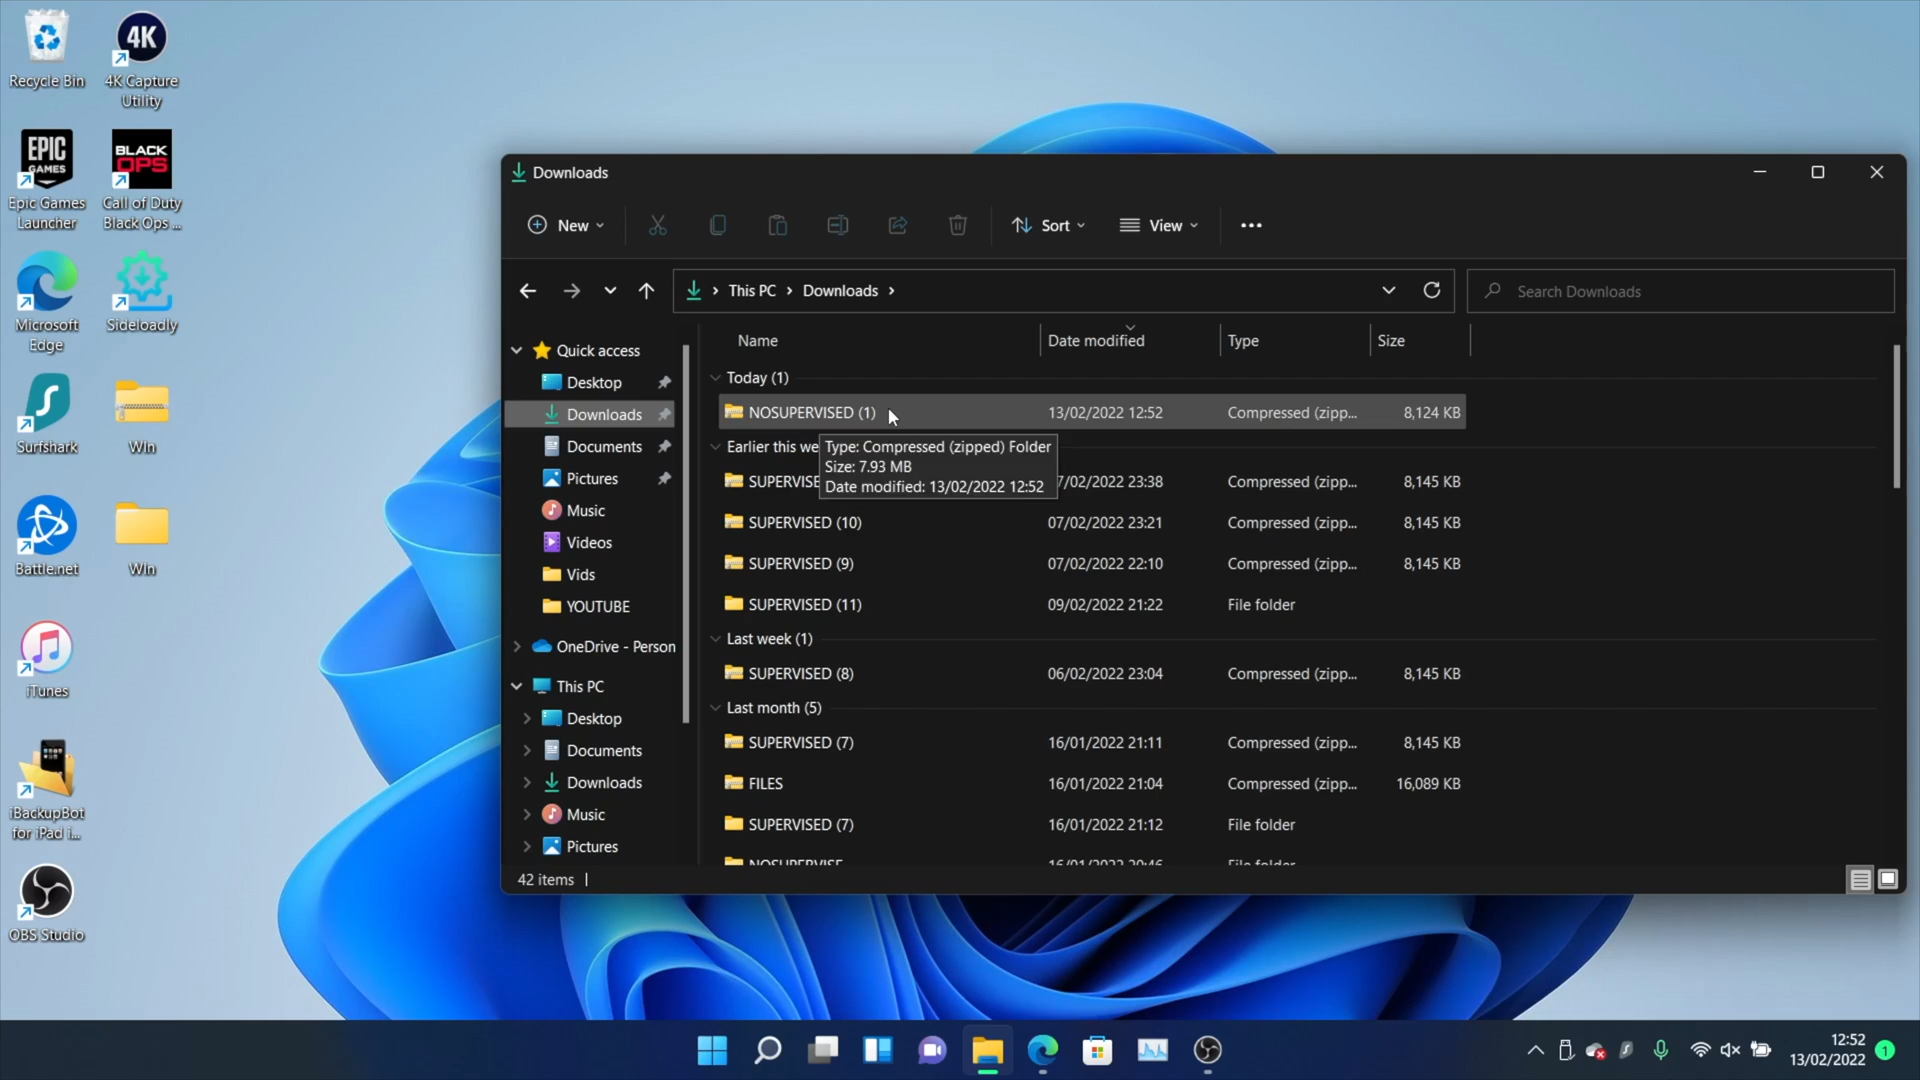 Recycle Bin
4K
4K Capture
Utility
EPIC
GAMES
Epic Games
Launcher
BLACK
OPS
Call of Duty
Black Ops ...
Microsoft
Edge
Sideloadly
Surfshark
Win
Battle.net
Win
iTunes
iBackupBot
for iPad i...
OBS Studio
Downloads
New
Sort
View
This PC
Downloads
Search Downloads
Quick access
Desktop
Downloads
Documents
Pictures
Music
Videos
Vids
YOUTUBE
OneDrive - Person
This PC
Desktop
Documents
Downloads
Music
Pictures
Name Date modified Type Size
Today (1)
NOSUPERVISED (1) 13/02/2022 12:52 Compressed (zipp... 8,124 KB
Earlier this we
Type: Compressed (zipped) Folder
Size: 7.93 MB
Date modified: 13/02/2022 12:52
SUPERVISE 7/02/2022 23:38 Compressed (zipp... 8,145 KB
SUPERVISED (10) 07/02/2022 23:21 Compressed (zipp... 8,145 KB
SUPERVISED (9) 07/02/2022 22:10 Compressed (zipp... 8,145 KB
SUPERVISED (11) 09/02/2022 21:22 File folder
Last week (1)
SUPERVISED (8) 06/02/2022 23:04 Compressed (zipp... 8,145 KB
Last month (5)
SUPERVISED (7) 16/01/2022 21:11 Compressed (zipp... 8,145 KB
FILES 16/01/2022 21:04 Compressed (zipp... 16,089 KB
SUPERVISED (7) 16/01/2022 21:12 File folder
NOSUPERVISE 16/01/2022 20:46 File folder
42 items
12:52
13/02/2022
1